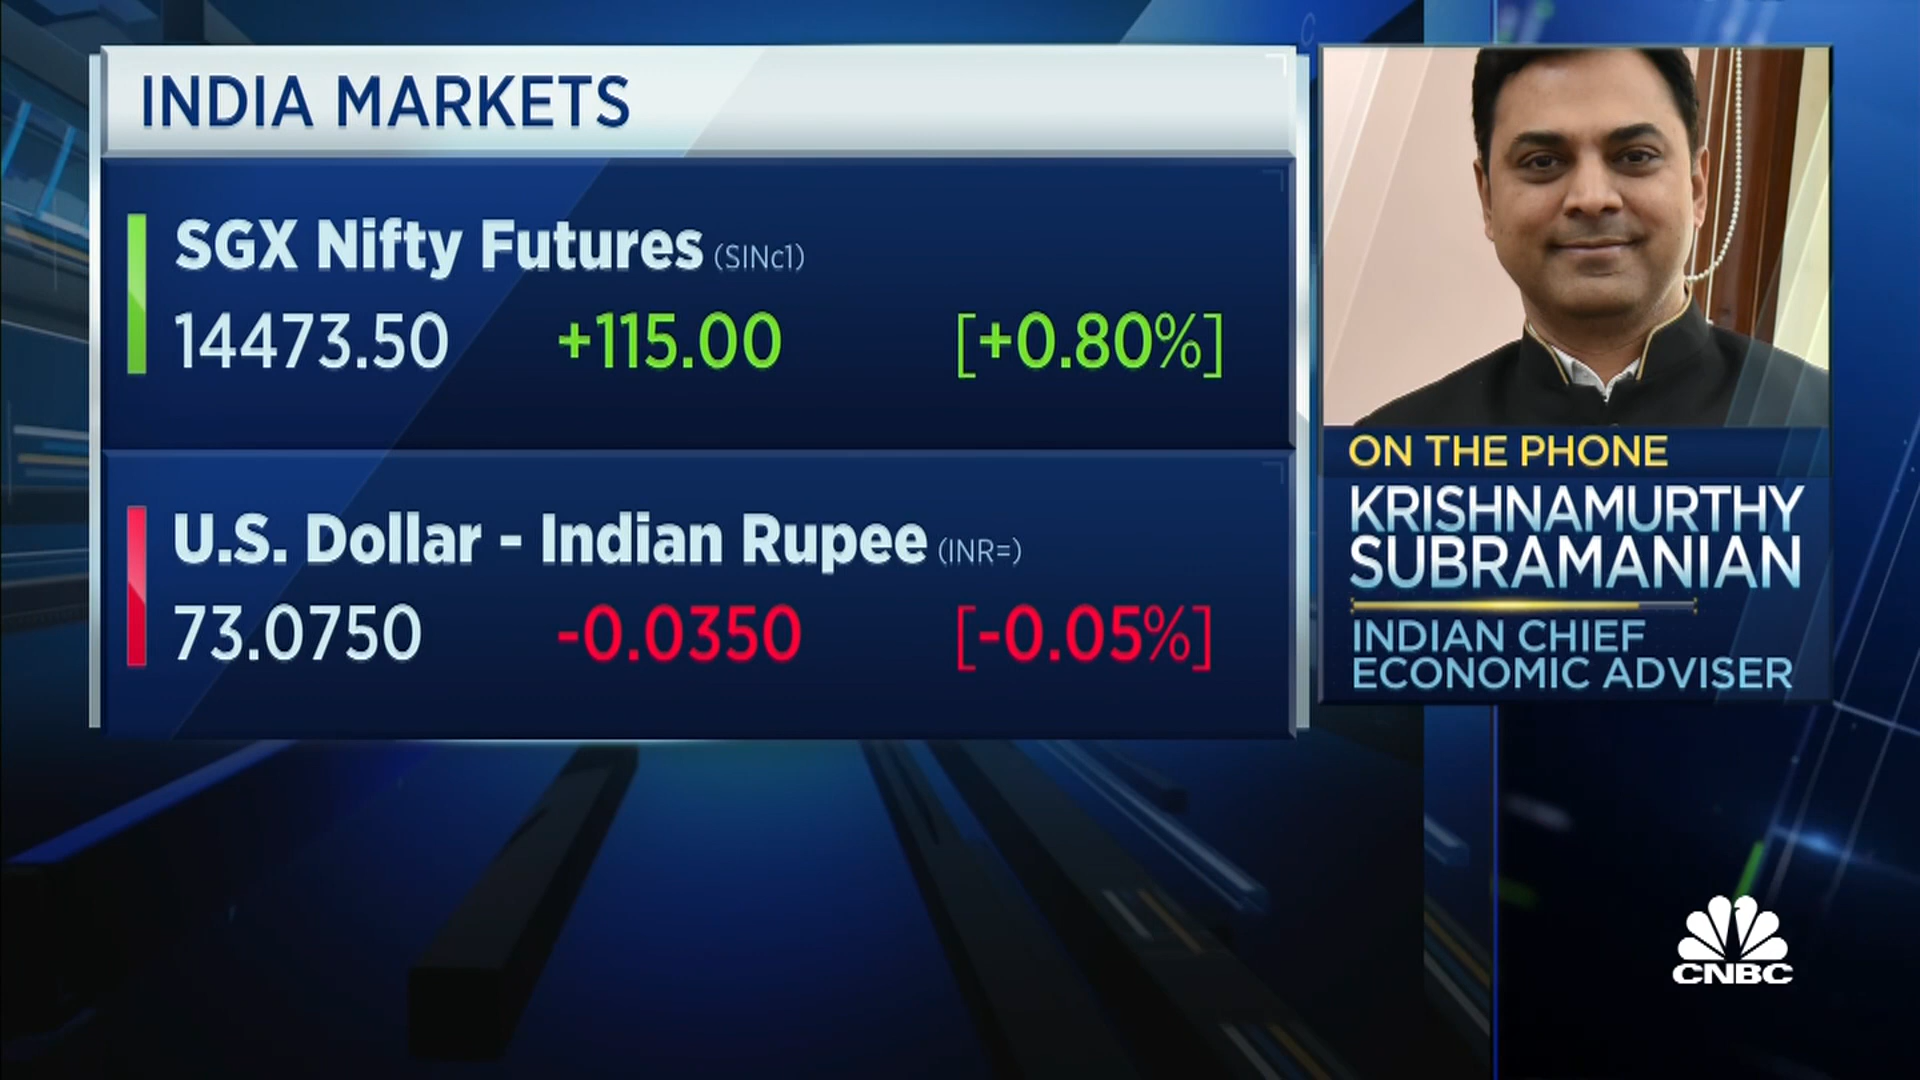 INDIA MARKETS
SGX Nifty Futures (SINc1)
14473.50 +115.00 [+0.80%]
U.S. Dollar - Indian Rupee (INR=)
73.0750 -0.0350 [-0.05%]
ON THE PHONE
KRISHNAMURTHY
SUBRAMANIAN
INDIAN CHIEF
ECONOMIC ADVISER
CNBC